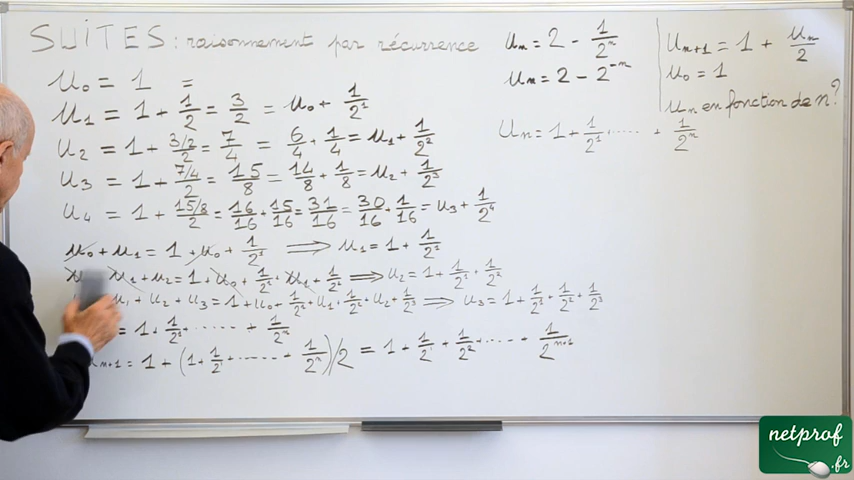 SUITES : raisonnement par récurrence
u₀ = 1 =
u₁ = 1 + 1/2 = 3/2 = u₀ + 1/2¹
u₂ = 1 + (3/2)/2 = 7/4 = 6/4 + 1/4 = u₁ + 1/2²
u₃ = 1 + (7/4)/2 = 15/8 = 14/8 + 1/8 = u₂ + 1/2³
u₄ = 1 + (15/8)/2 = 16/16 + 15/16 = 31/16 = 30/16 + 1/16 = u₃ + 1/2⁴
u₀ + u₁ = 1 + u₀ + 1/2¹ ⟹ u₁ = 1 + 1/2¹
u₁ + u₂ = 1 + u₀ + 1/2¹ + u₁ + 1/2² ⟹ u₂ = 1 + 1/2¹ + 1/2²
u₁ + u₂ + u₃ = 1 + u₀ + 1/2¹ + u₁ + 1/2² + u₂ + 1/2³ ⟹ u₃ = 1 + 1/2¹ + 1/2² + 1/2³
= 1 + 1/2¹ + ...... + 1/2ⁿ
n+1 = 1 + (1 + 1/2¹ + ...... + 1/2ⁿ)/2 = 1 + 1/2¹ + 1/2² + ..... + 1/2ⁿ⁺¹
uₙ = 2 - 1/2ⁿ
uₙ = 2 - 2⁻ⁿ
Uₙ = 1 + 1/2¹ ...... + 1/2ⁿ
uₙ₊₁ = 1 + uₙ/2
u₀ = 1
uₙ en fonction de n ?
netprof
.fr